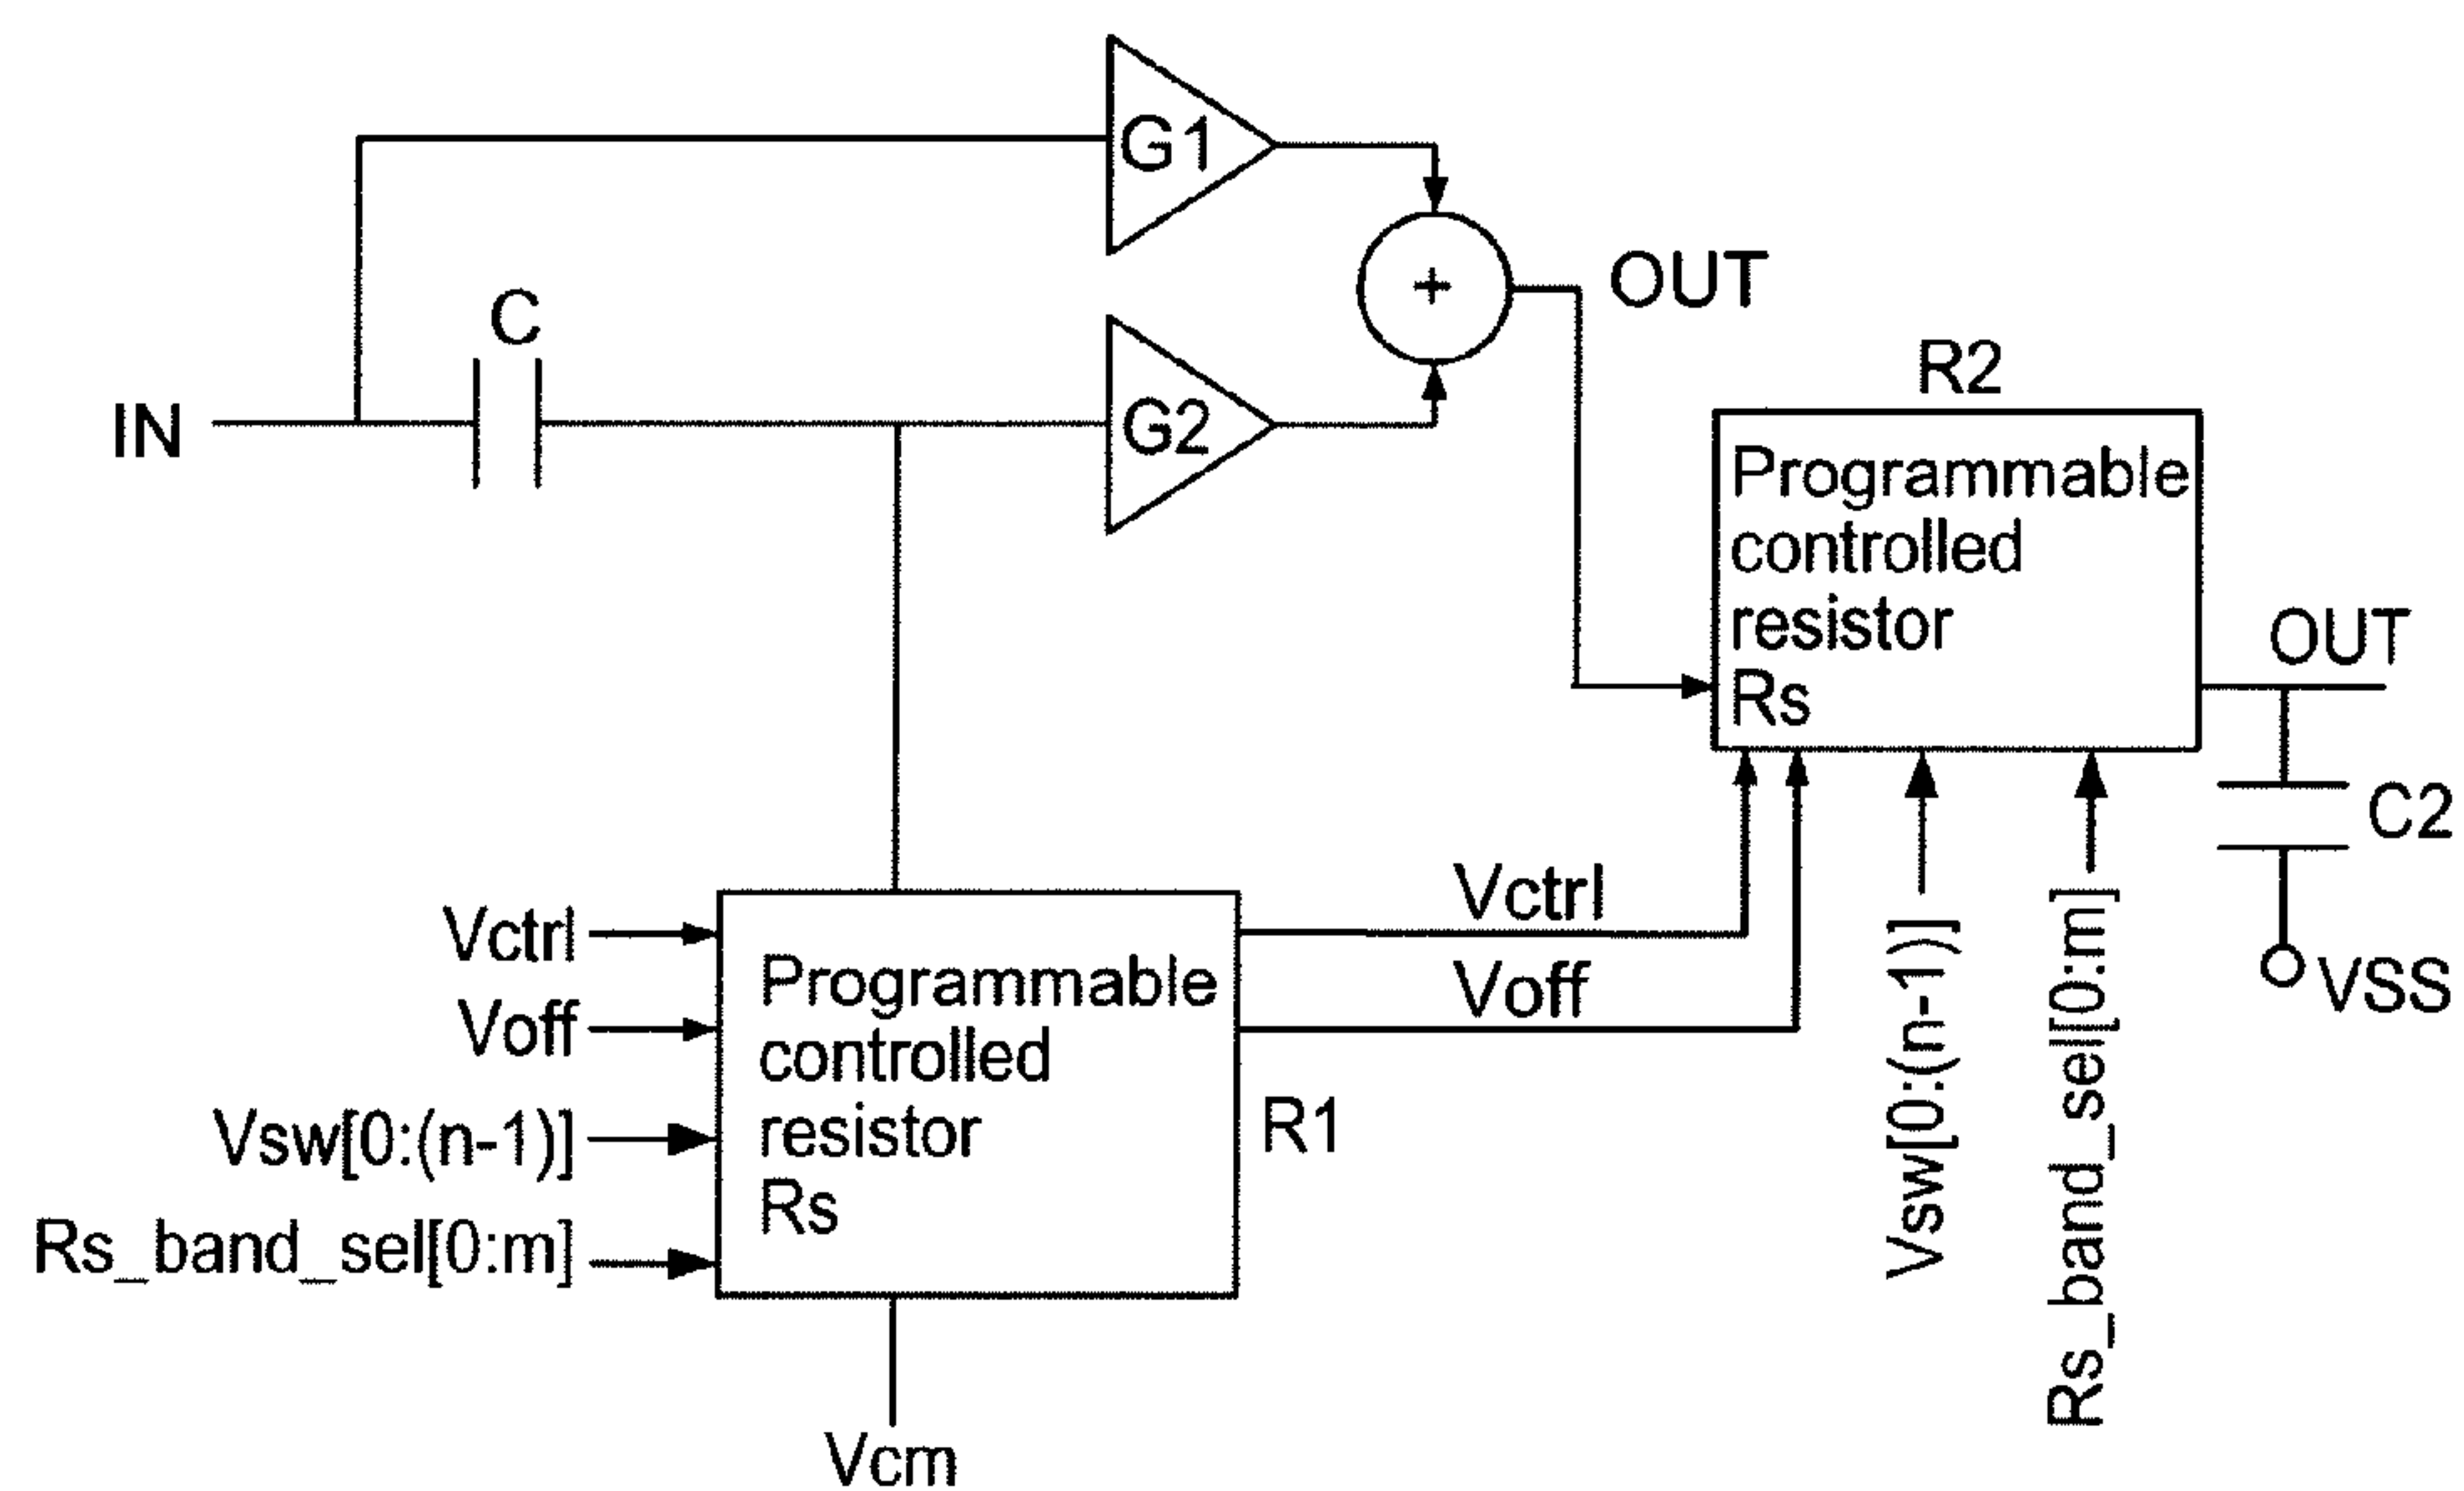 G1
+
OUT
C
IN
G2
R2
Programmable
controlled
resistor
Rs
OUT
C2
VSS
Vctrl
Voff
Vsw[0:(n-1)]
Rs_band_sel[0:m]
Programmable
controlled
resistor
Rs
R1
Vctrl
Voff
Vsw[0:(n-1)]
Rs_band_sel[0:m]
Vcm